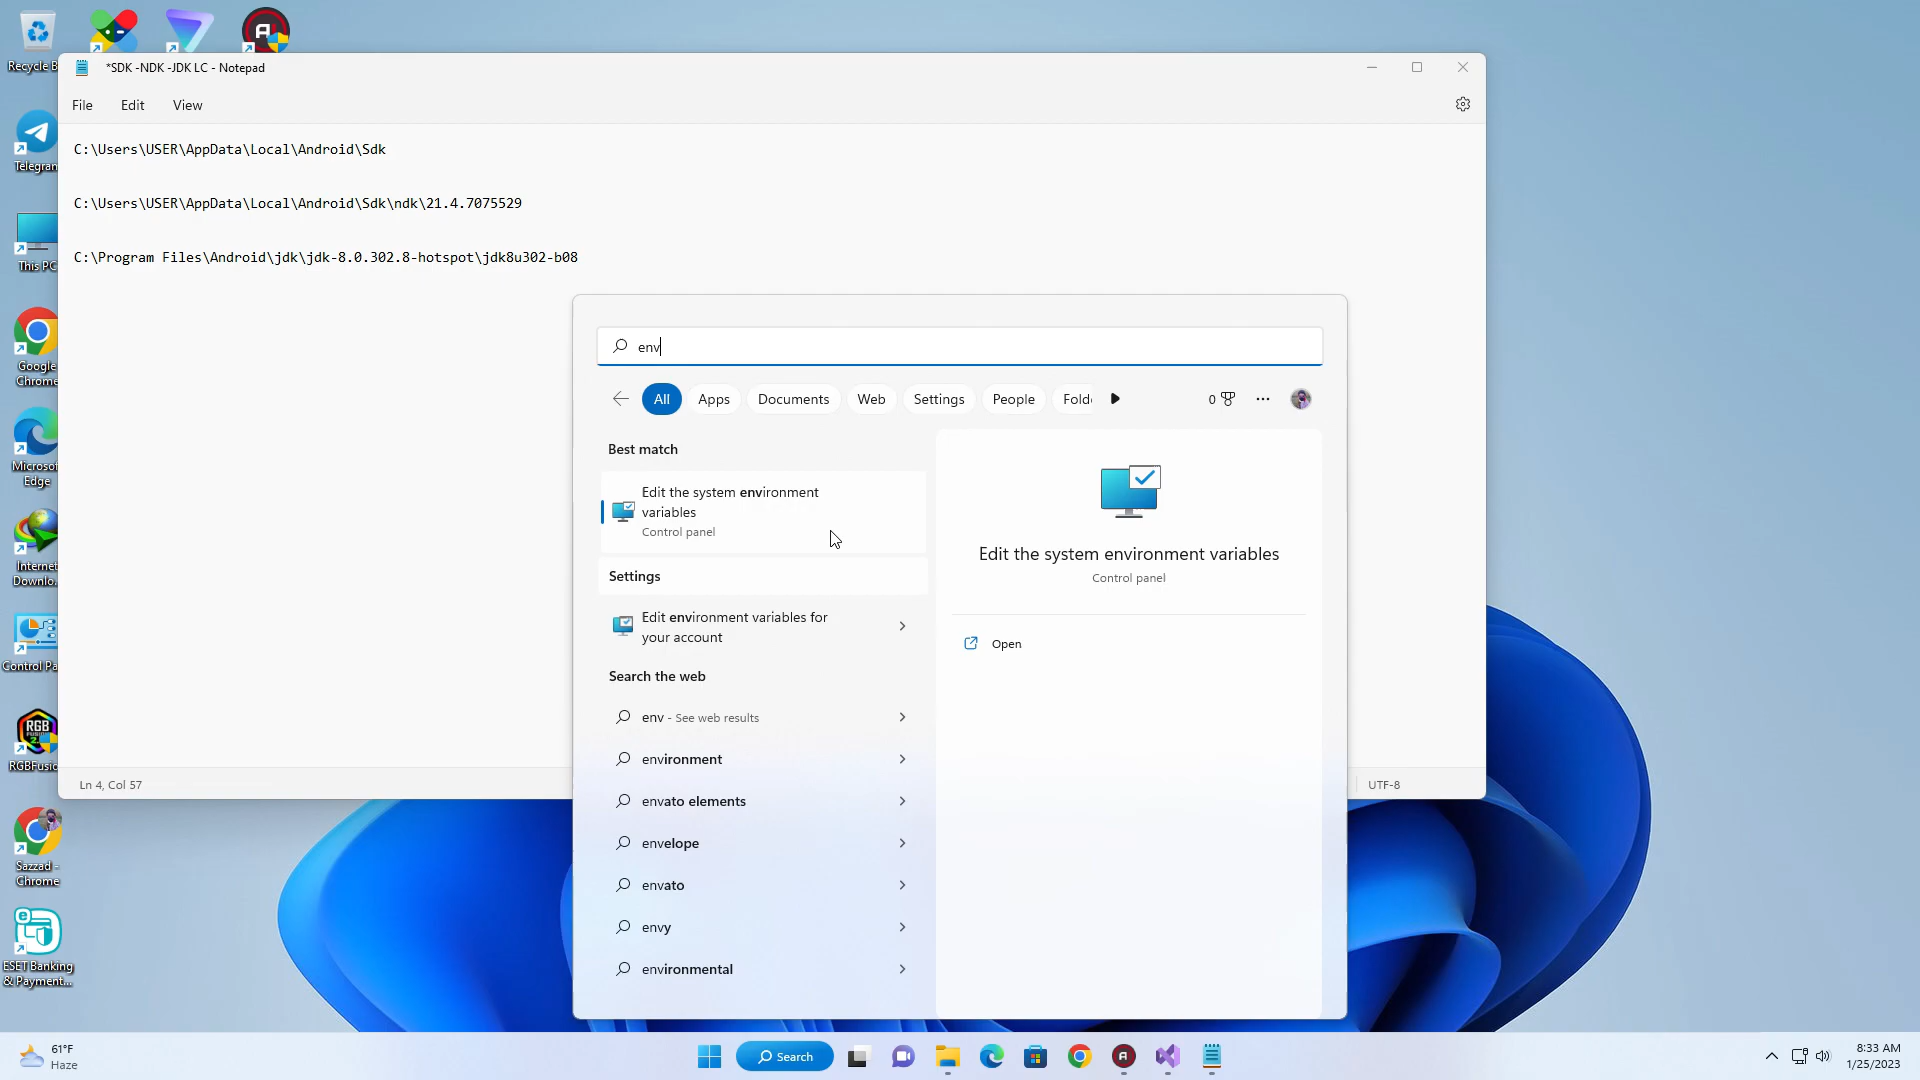 Recycle B
*SDK -NDK -JDK LC - Notepad
File Edit View
C:\Users\USER\AppData\Local\Android\Sdk
C:\Users\USER\AppData\Local\Android\Sdk\ndk\21.4.7075529
C:\Program Files\Android\jdk\jdk-8.0.302.8-hotspot\jdk8u302-b08
Ln 4, Col 57
UTF-8
Telegram
This PC
Google
Chrome
Microsof
Edge
Internet
Downlo...
Control Pa
RGB
RGBFusio
Sazzad -
Chrome
ESET Banking
& Payment...
env
All Apps Documents Web Settings People Fold
0
Best match
Edit the system environment
variables
Control panel
Settings
Edit environment variables for
your account
Search the web
env - See web results
environment
envato elements
envelope
envato
envy
environmental
Edit the system environment variables
Control panel
Open
61°F
Haze
Search
8:33 AM
1/25/2023